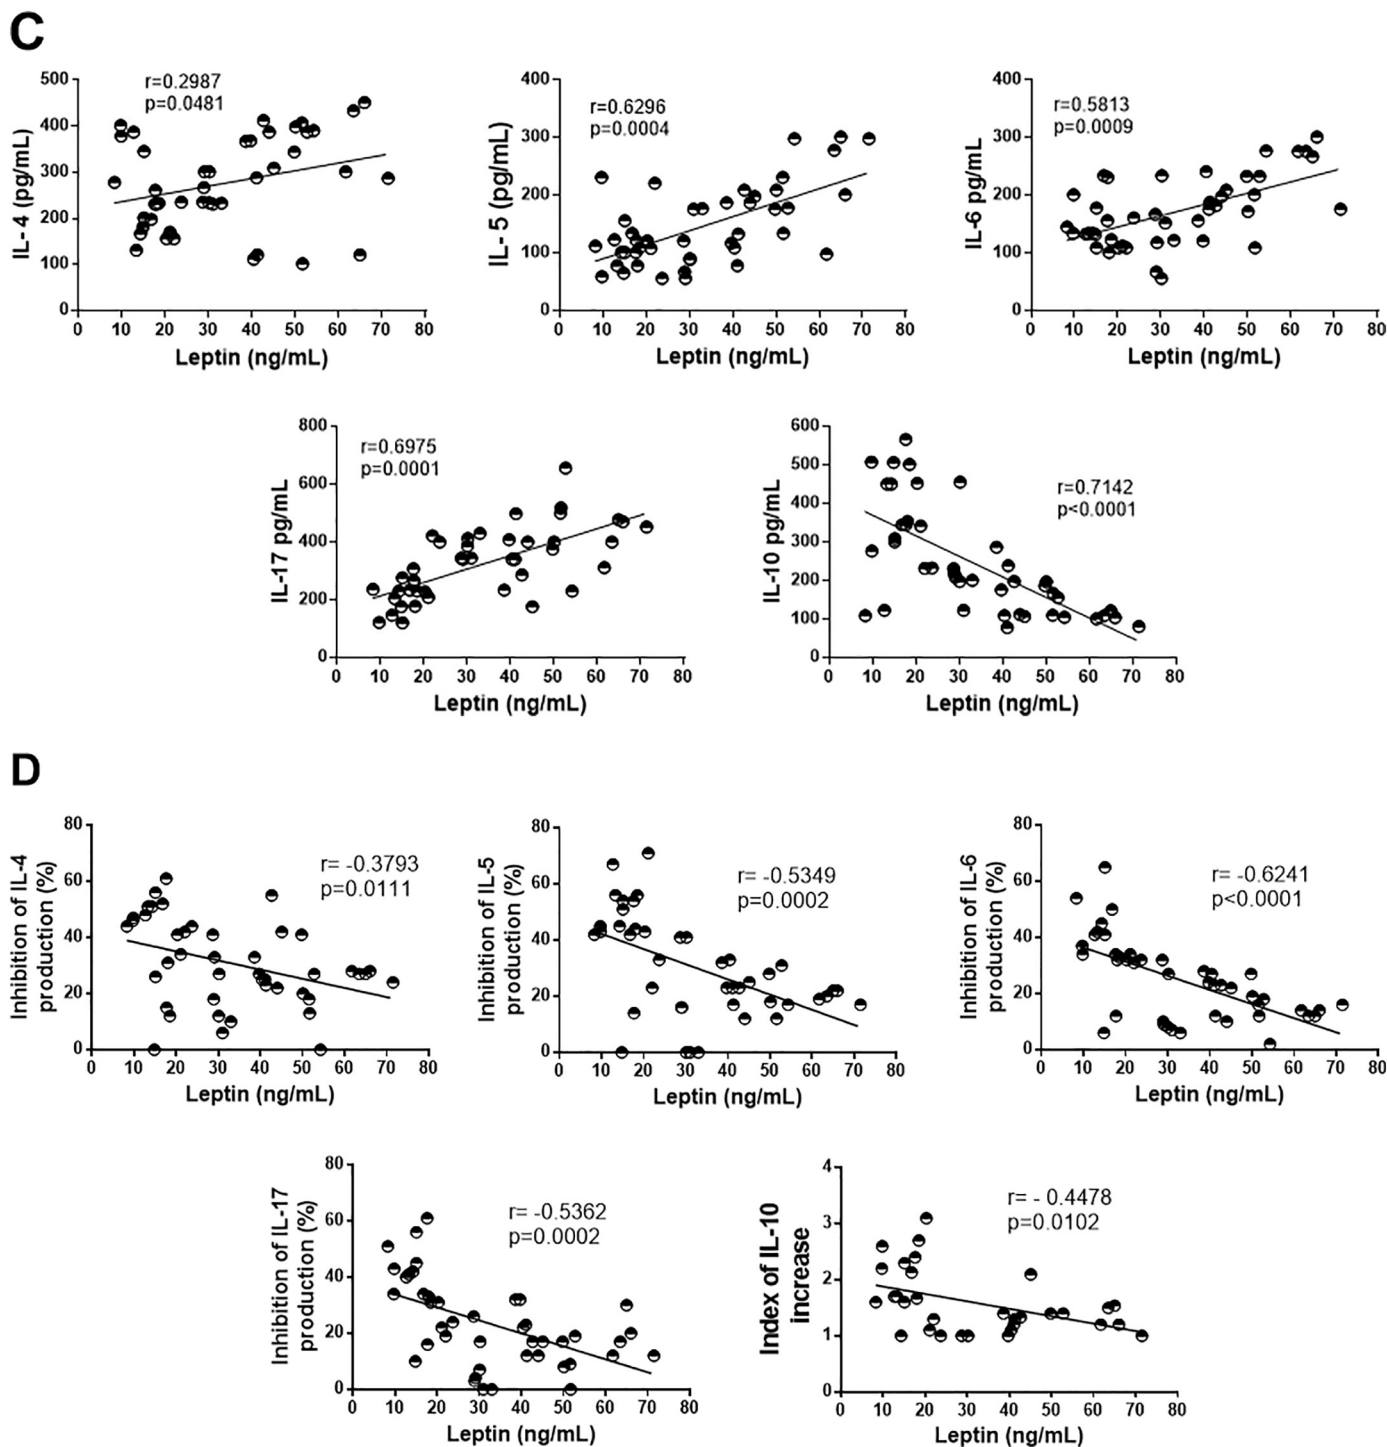 C
500
400
300
200
100
0
IL- 4 (pg/mL)
r=0.2987
p=0.0481
0 10 20 30 40 50 60 70 80
Leptin (ng/mL)
400
300
200
100
0
IL- 5 (pg/mL)
r=0.6296
p=0.0004
0 10 20 30 40 50 60 70 80
Leptin (ng/mL)
400
300
200
100
0
IL-6 pg/mL
r=0.5813
p=0.0009
0 10 20 30 40 50 60 70 80
Leptin (ng/mL)
800
600
400
200
0
IL-17 pg/mL
r=0.6975
p=0.0001
0 10 20 30 40 50 60 70 80
Leptin (ng/mL)
600
500
400
300
200
100
0
IL-10 pg/mL
r=0.7142
p<0.0001
0 10 20 30 40 50 60 70 80
Leptin (ng/mL)
D
80
60
40
20
0
Inhibition of IL-4
production (%)
r= -0.3793
p=0.0111
0 10 20 30 40 50 60 70 80
Leptin (ng/mL)
80
60
40
20
0
Inhibition of IL-5
production (%)
r= -0.5349
p=0.0002
0 10 20 30 40 50 60 70 80
Leptin (ng/mL)
80
60
40
20
0
Inhibition of IL-6
production (%)
r= -0.6241
p<0.0001
0 10 20 30 40 50 60 70 80
Leptin (ng/mL)
80
60
40
20
0
Inhibition of IL-17
production (%)
r= -0.5362
p=0.0002
0 10 20 30 40 50 60 70 80
Leptin (ng/mL)
4
3
2
1
0
Index of IL-10
increase
r= - 0.4478
p=0.0102
0 10 20 30 40 50 60 70 80
Leptin (ng/mL)